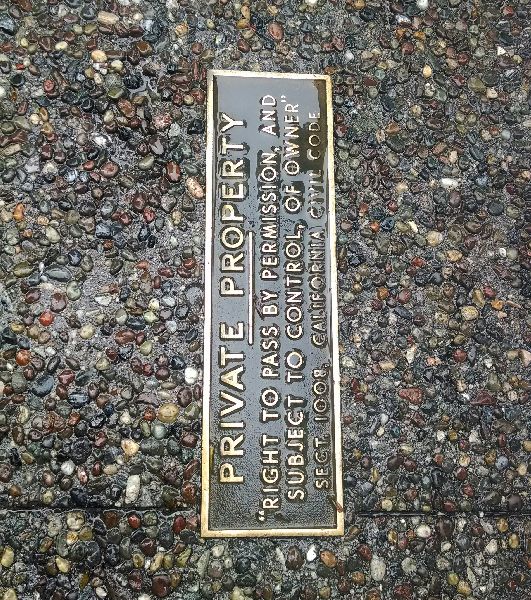 PRIVATE PROPERTY
"RIGHT TO PASS BY PERMISSION, AND
SUBJECT TO CONTROL, OF OWNER"
SECT. 1008, CALIFORNIA CIVIL CODE